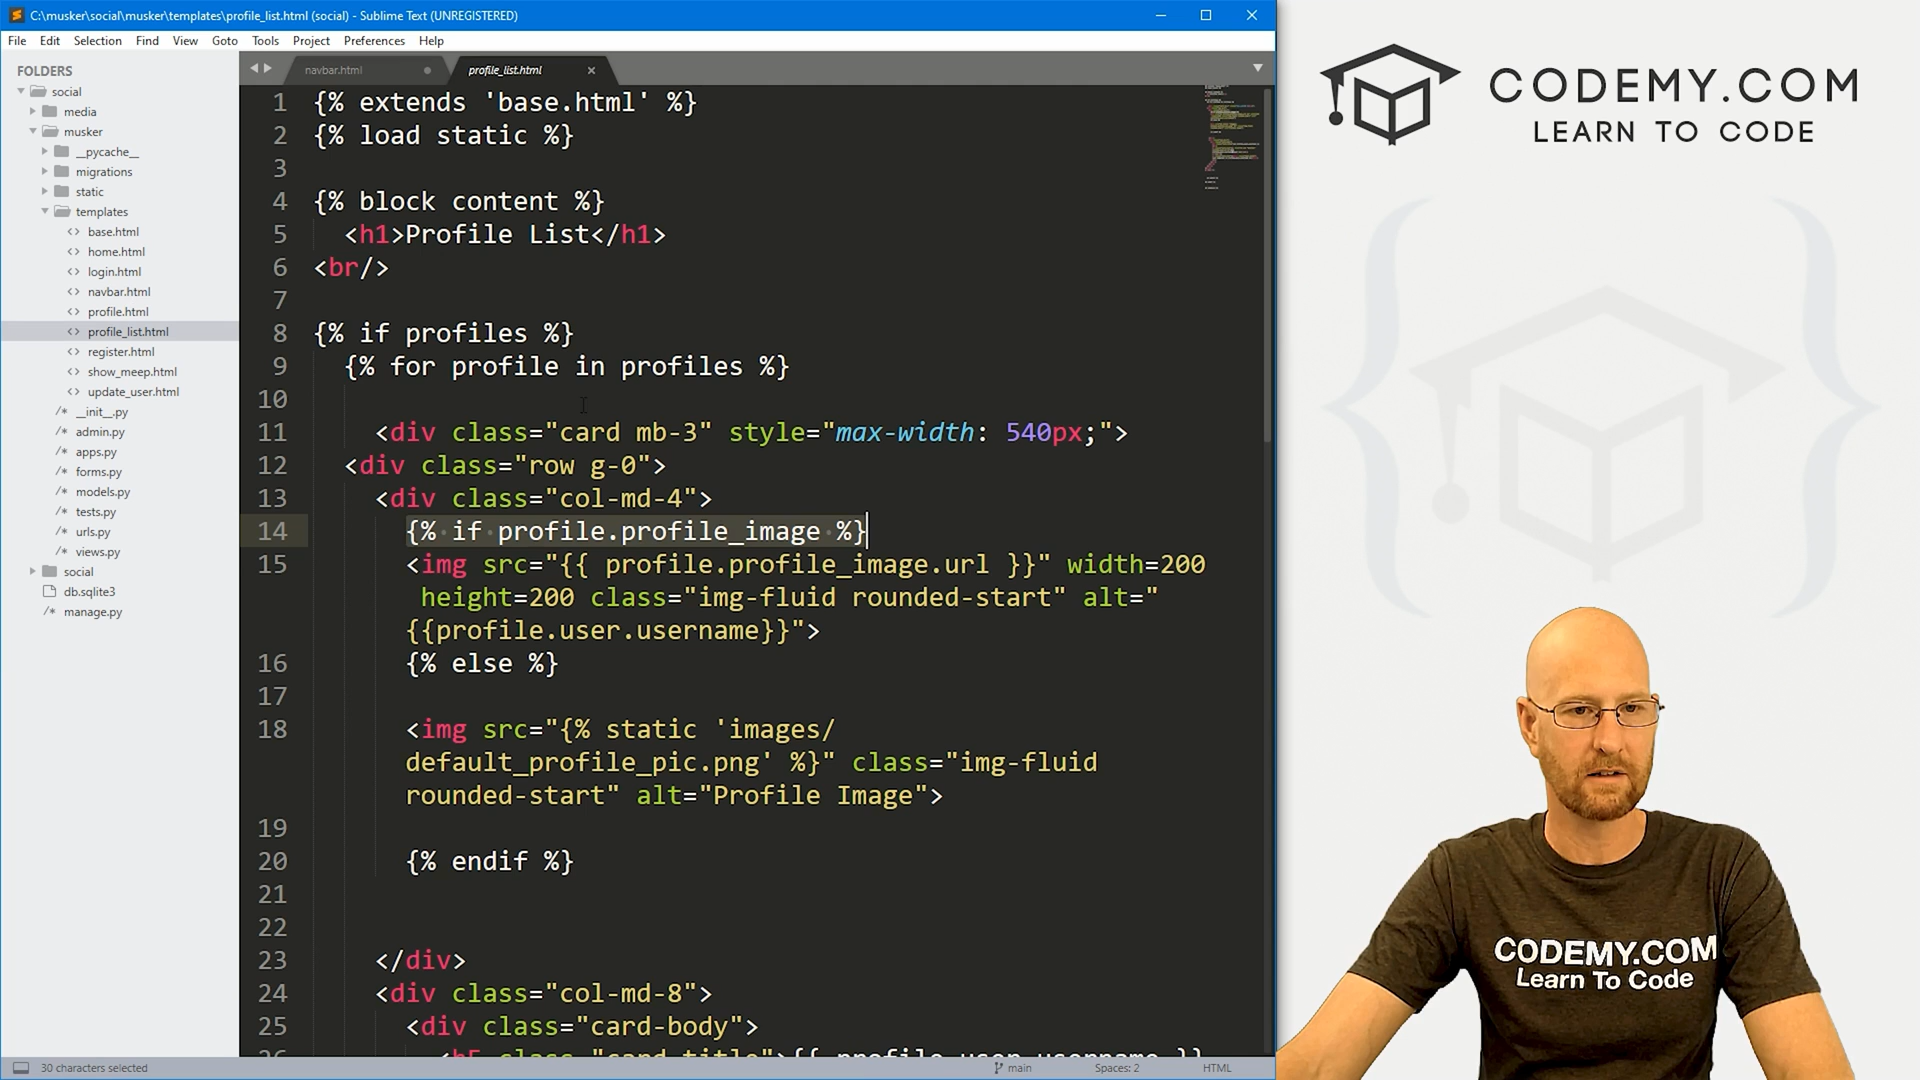 C:\musker\social\musker\templates\profile_list.html (social) - Sublime Text (UNREGISTERED)
File Edit Selection Find View Goto Tools Project Preferences Help
FOLDERS
social
media
musker
__pycache__
migrations
static
templates
base.html
home.html
login.html
navbar.html
profile.html
profile_list.html
register.html
show_meep.html
update_user.html
__init__.py
admin.py
apps.py
forms.py
models.py
tests.py
urls.py
views.py
social
db.sqlite3
manage.py
navbar.html profile_list.html
1 {% extends 'base.html' %}
2 {% load static %}
3
4 {% block content %}
5 <h1>Profile List</h1>
6 <br/>
7
8 {% if profiles %}
9 {% for profile in profiles %}
10
11 <div class="card mb-3" style="max-width: 540px;">
12 <div class="row g-0">
13 <div class="col-md-4">
14 {% if profile.profile_image %}
15 <img src="{{ profile.profile_image.url }}" width=200
height=200 class="img-fluid rounded-start" alt="
{{profile.user.username}}">
16 {% else %}
17
18 <img src="{% static 'images/
default_profile_pic.png' %}" class="img-fluid
rounded-start" alt="Profile Image">
19
20 {% endif %}
21
22
23 </div>
24 <div class="col-md-8">
25 <div class="card-body">
26 <h5 class="card-title">{{ profile.user.username }}
30 characters selected main Spaces: 2 HTML
CODEMY.COM
LEARN TO CODE
CODEMY.COM
Learn To Code